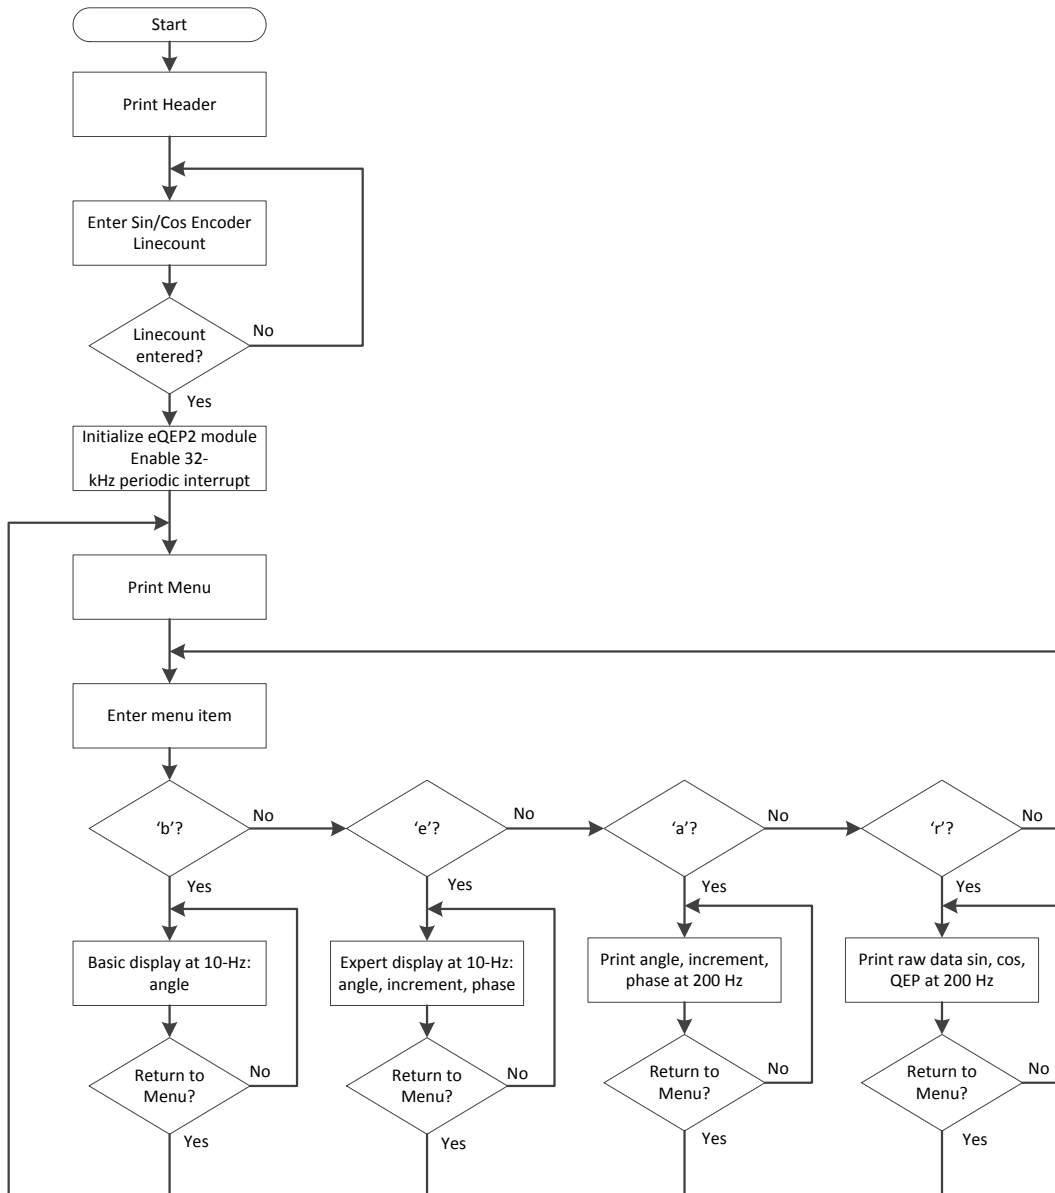 Start
Print Header
Enter Sin/Cos Encoder
Linecount
Linecount
entered?
No
Yes
Initialize eQEP2 module
Enable 32-
kHz periodic interrupt
Print Menu
Enter menu item
‘b’?
No
‘e’?
No
‘a’?
No
‘r’?
No
Yes
Yes
Yes
Yes
Basic display at 10-Hz:
angle
Expert display at 10-Hz:
angle, increment, phase
Print angle, increment,
phase at 200 Hz
Print raw data sin, cos,
QEP at 200 Hz
Return to
Menu?
No
Return to
Menu?
No
Return to
Menu?
No
Return to
Menu?
No
Yes
Yes
Yes
Yes